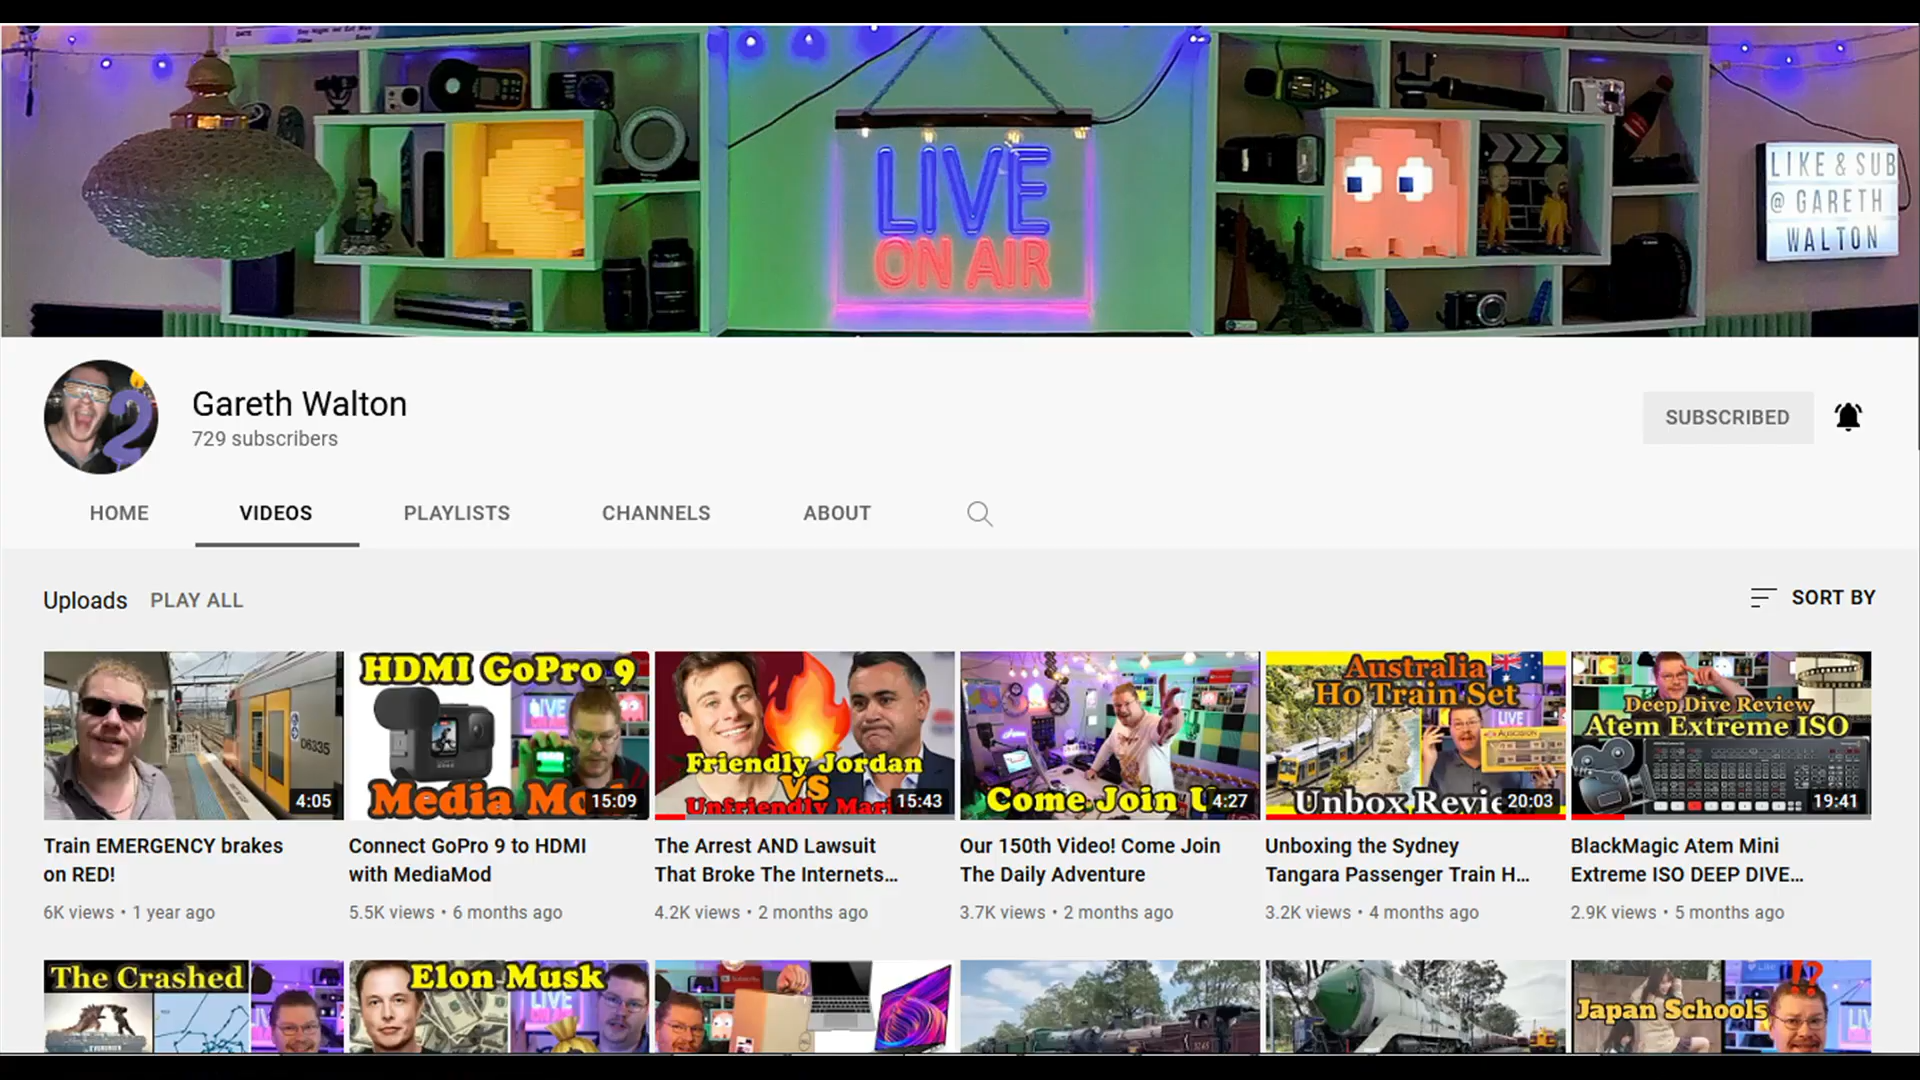 LIVE
ON AIR
LIKE & SUB
@ GARETH
WALTON
Gareth Walton
729 subscribers
SUBSCRIBED
HOME
VIDEOS
PLAYLISTS
CHANNELS
ABOUT
Uploads
PLAY ALL
SORT BY
D6335
4:05
HDMI GoPro 9
Media Mo
15:09
Friendly Jordan
VS
Unfriendly Mari
15:43
Come Join U
4:27
Australia
Ho Train Set
LIVE
Unbox Revie
20:03
Deep Dive Review
Atem Extreme ISO
19:41
Train EMERGENCY brakes
on RED!
6K views • 1 year ago
Connect GoPro 9 to HDMI
with MediaMod
5.5K views • 6 months ago
The Arrest AND Lawsuit
That Broke The Internets...
4.2K views • 2 months ago
Our 150th Video! Come Join
The Daily Adventure
3.7K views • 2 months ago
Unboxing the Sydney
Tangara Passenger Train H...
3.2K views • 4 months ago
BlackMagic Atem Mini
Extreme ISO DEEP DIVE...
2.9K views • 5 months ago
The Crashed
Elon Musk
LIVE
Japan Schools
!?